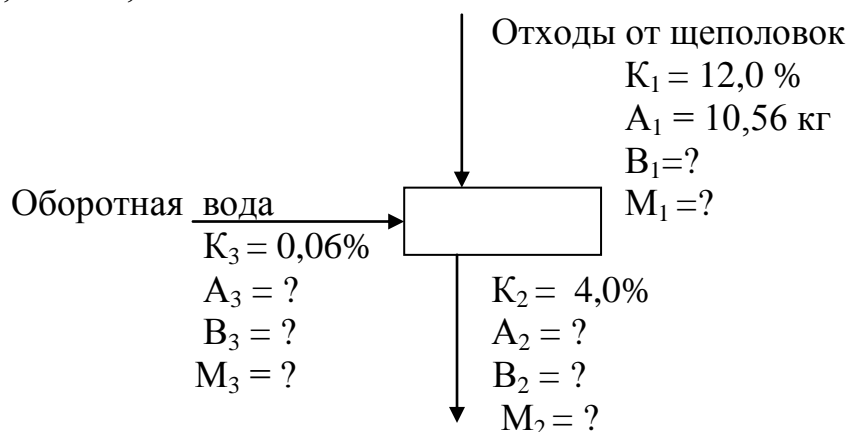 Отходы от щеполовок
К₁ = 12,0 %
А₁ = 10,56 кг
В₁=?
М₁ =?
Оборотная вода
К₃ = 0,06%
А₃ = ?
В₃ = ?
М₃ = ?
К₂ = 4,0%
А₂ = ?
В₂ = ?
М₂ = ?